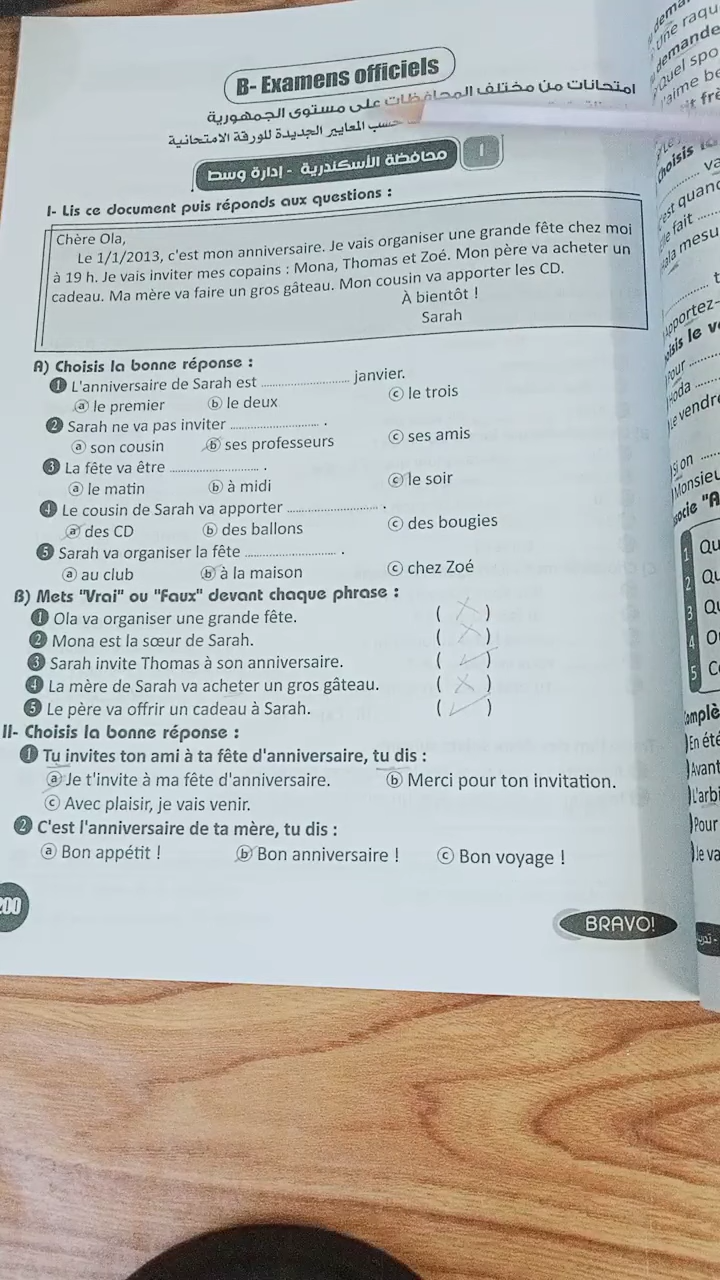 B- Examens officiels
امتحانات من مختلف المحافظات على مستوى الجمهورية
حسب المعايير الجديدة للورقة الامتحانية
1 محافظة الأسكندرية - إدارة وسط
I- Lis ce document puis réponds aux questions :
Chère Ola,
Le 1/1/2013, c'est mon anniversaire. Je vais organiser une grande fête chez moi
à 19 h. Je vais inviter mes copains : Mona, Thomas et Zoé. Mon père va acheter un
cadeau. Ma mère va faire un gros gâteau. Mon cousin va apporter les CD.
À bientôt !
Sarah
A) Choisis la bonne réponse :
1 L'anniversaire de Sarah est ........................ janvier.
a le premier b le deux c le trois
2 Sarah ne va pas inviter ........................ .
a son cousin b ses professeurs c ses amis
3 La fête va être ........................ .
a le matin b à midi c le soir
4 Le cousin de Sarah va apporter ........................ .
a des CD b des ballons c des bougies
5 Sarah va organiser la fête ........................ .
a au club b à la maison c chez Zoé
B) Mets "Vrai" ou "Faux" devant chaque phrase :
1 Ola va organiser une grande fête. ( ✗ )
2 Mona est la sœur de Sarah. ( ✗ )
3 Sarah invite Thomas à son anniversaire. ( ✓ )
4 La mère de Sarah va acheter un gros gâteau. ( ✗ )
5 Le père va offrir un cadeau à Sarah. ( ✓ )
II- Choisis la bonne réponse :
1 Tu invites ton ami à ta fête d'anniversaire, tu dis :
a Je t'invite à ma fête d'anniversaire. b Merci pour ton invitation.
c Avec plaisir, je vais venir.
2 C'est l'anniversaire de ta mère, tu dis :
a Bon appétit ! b Bon anniversaire ! c Bon voyage !
200
BRAVO!